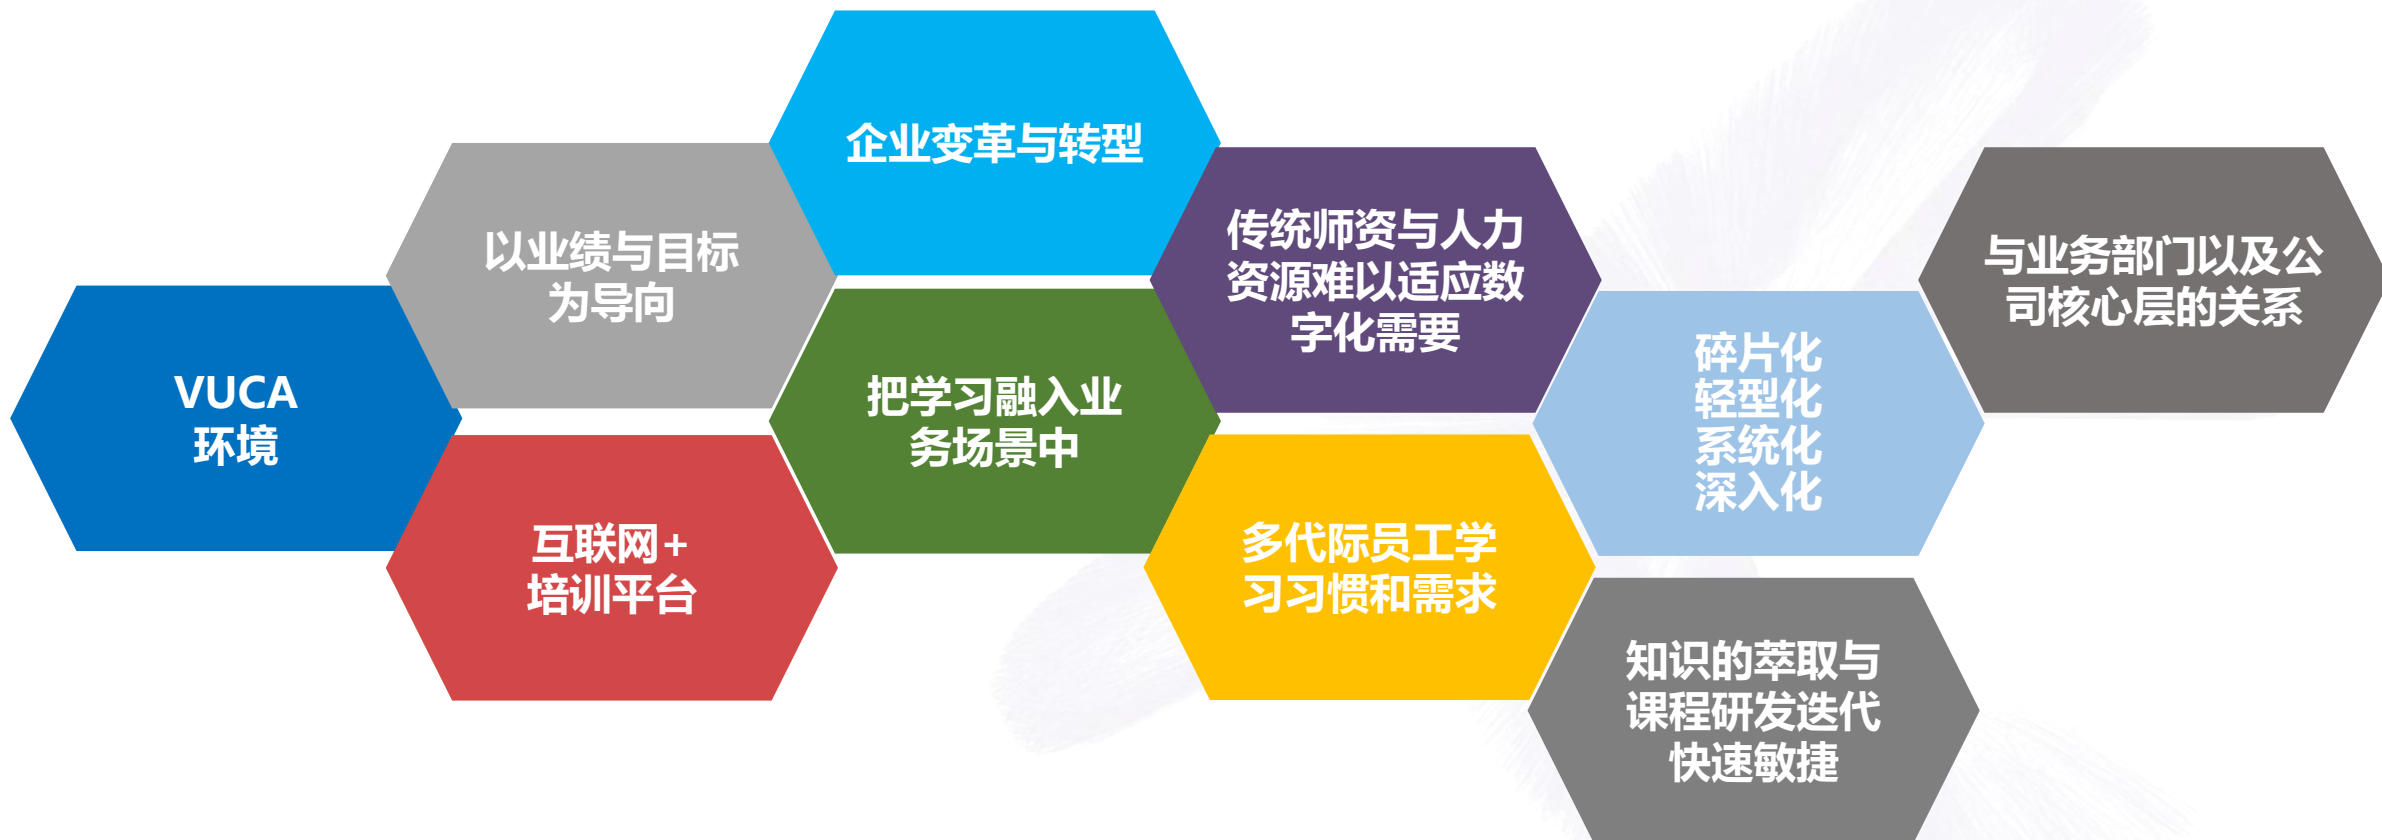 VUCA
环境
以业绩与目标
为导向
互联网+
培训平台
企业变革与转型
把学习融入业
务场景中
传统师资与人力
资源难以适应数
字化需要
多代际员工学
习习惯和需求
碎片化
轻型化
系统化
深入化
知识的萃取与
课程研发迭代
快速敏捷
与业务部门以及公
司核心层的关系